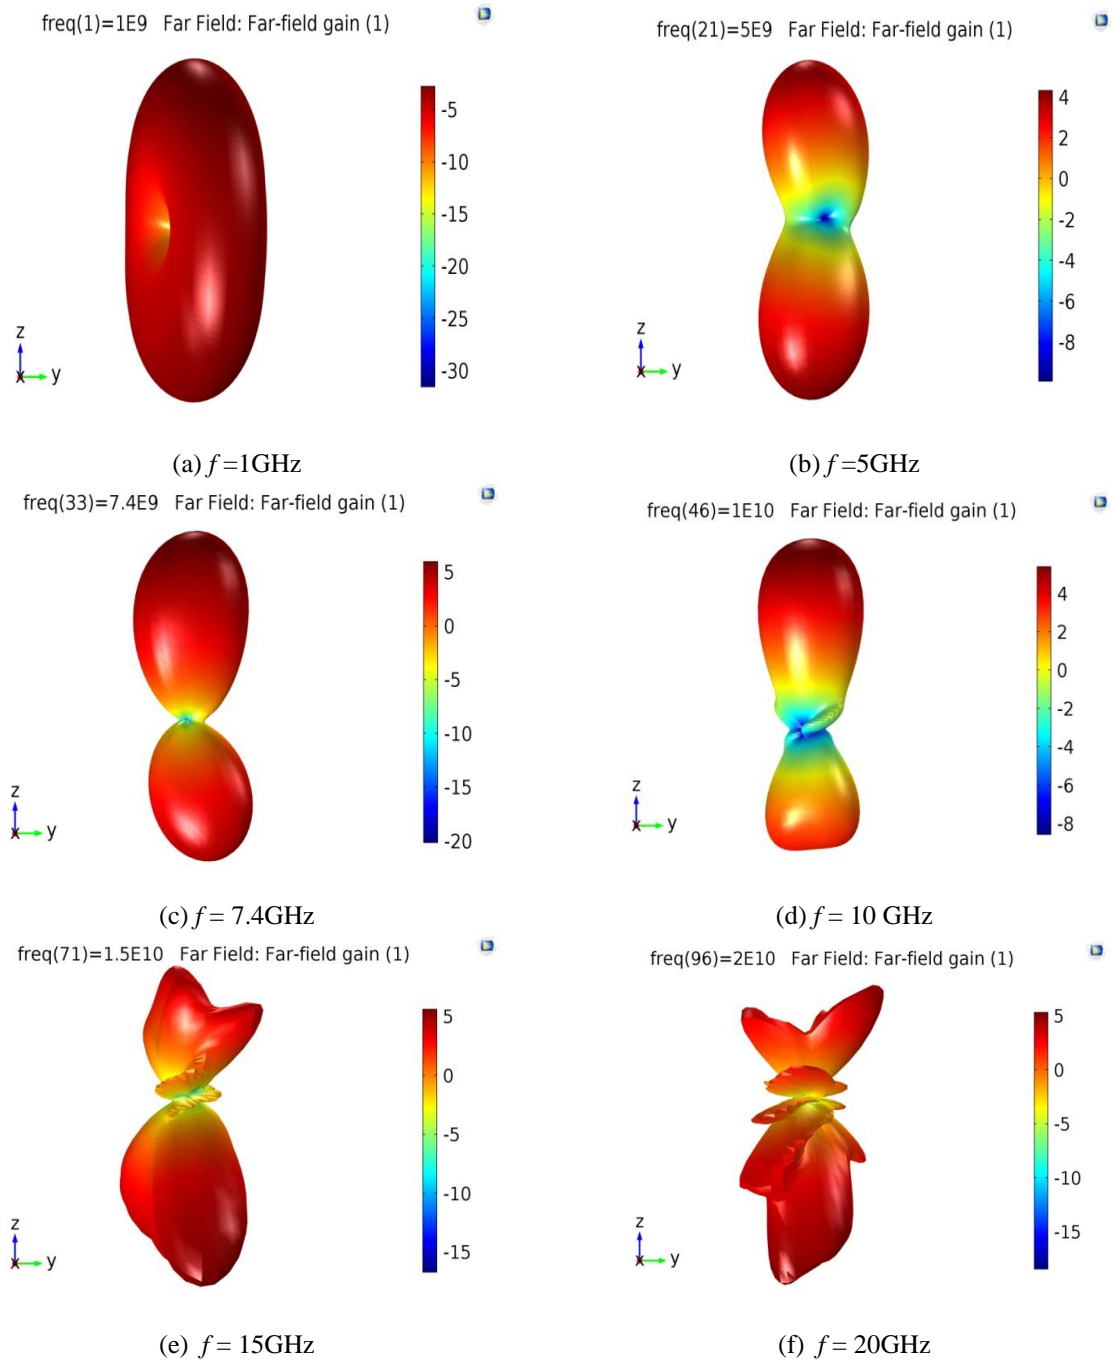 freq(1)=1E9 Far Field: Far-field gain (1)
-5
-10
-15
-20
-25
-30
z
y
x
(a) f =1GHz
freq(21)=5E9 Far Field: Far-field gain (1)
4
2
0
-2
-4
-6
-8
z
y
x
(b) f =5GHz
freq(33)=7.4E9 Far Field: Far-field gain (1)
5
0
-5
-10
-15
-20
z
y
x
(c) f = 7.4GHz
freq(46)=1E10 Far Field: Far-field gain (1)
4
2
0
-2
-4
-6
-8
z
y
x
(d) f = 10 GHz
freq(71)=1.5E10 Far Field: Far-field gain (1)
5
0
-5
-10
-15
z
y
x
(e) f = 15GHz
freq(96)=2E10 Far Field: Far-field gain (1)
5
0
-5
-10
-15
z
y
x
(f) f = 20GHz